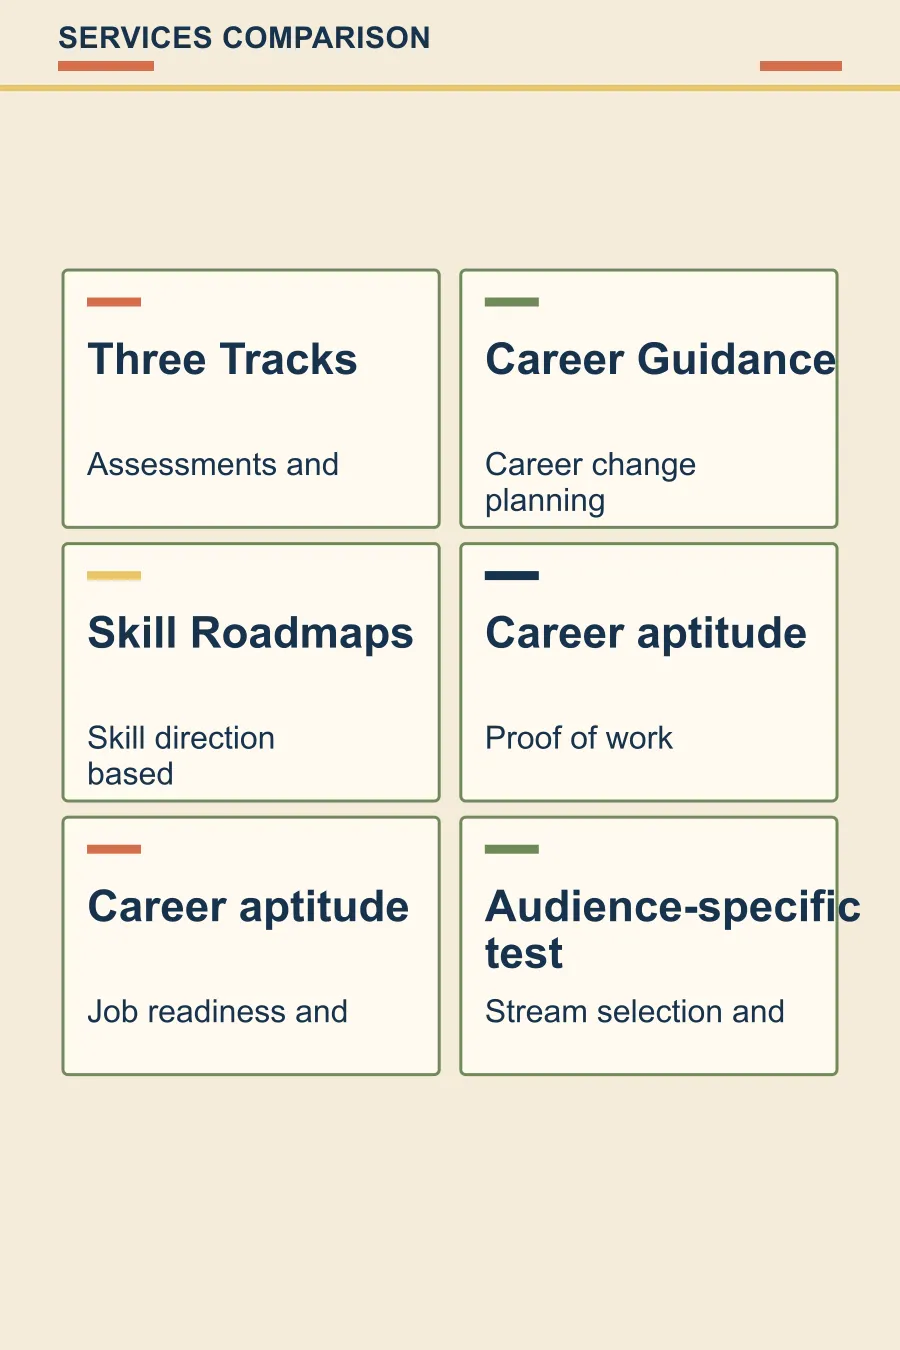 SERVICES COMPARISON
Three Tracks
Assessments and
Career Guidance
Career change
planning
Skill Roadmaps
Skill direction
based
Career aptitude
Proof of work
Career aptitude
Job readiness and
Audience-specific
test
Stream selection and